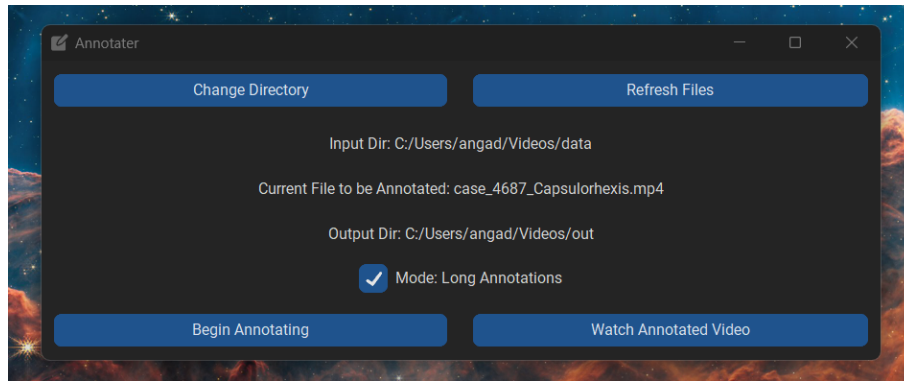 Annotater
Change Directory
Refresh Files
Input Dir: C:/Users/angad/Videos/data
Current File to be Annotated: case_4687_Capsulorhexis.mp4
Output Dir: C:/Users/angad/Videos/out
Mode: Long Annotations
Begin Annotating
Watch Annotated Video